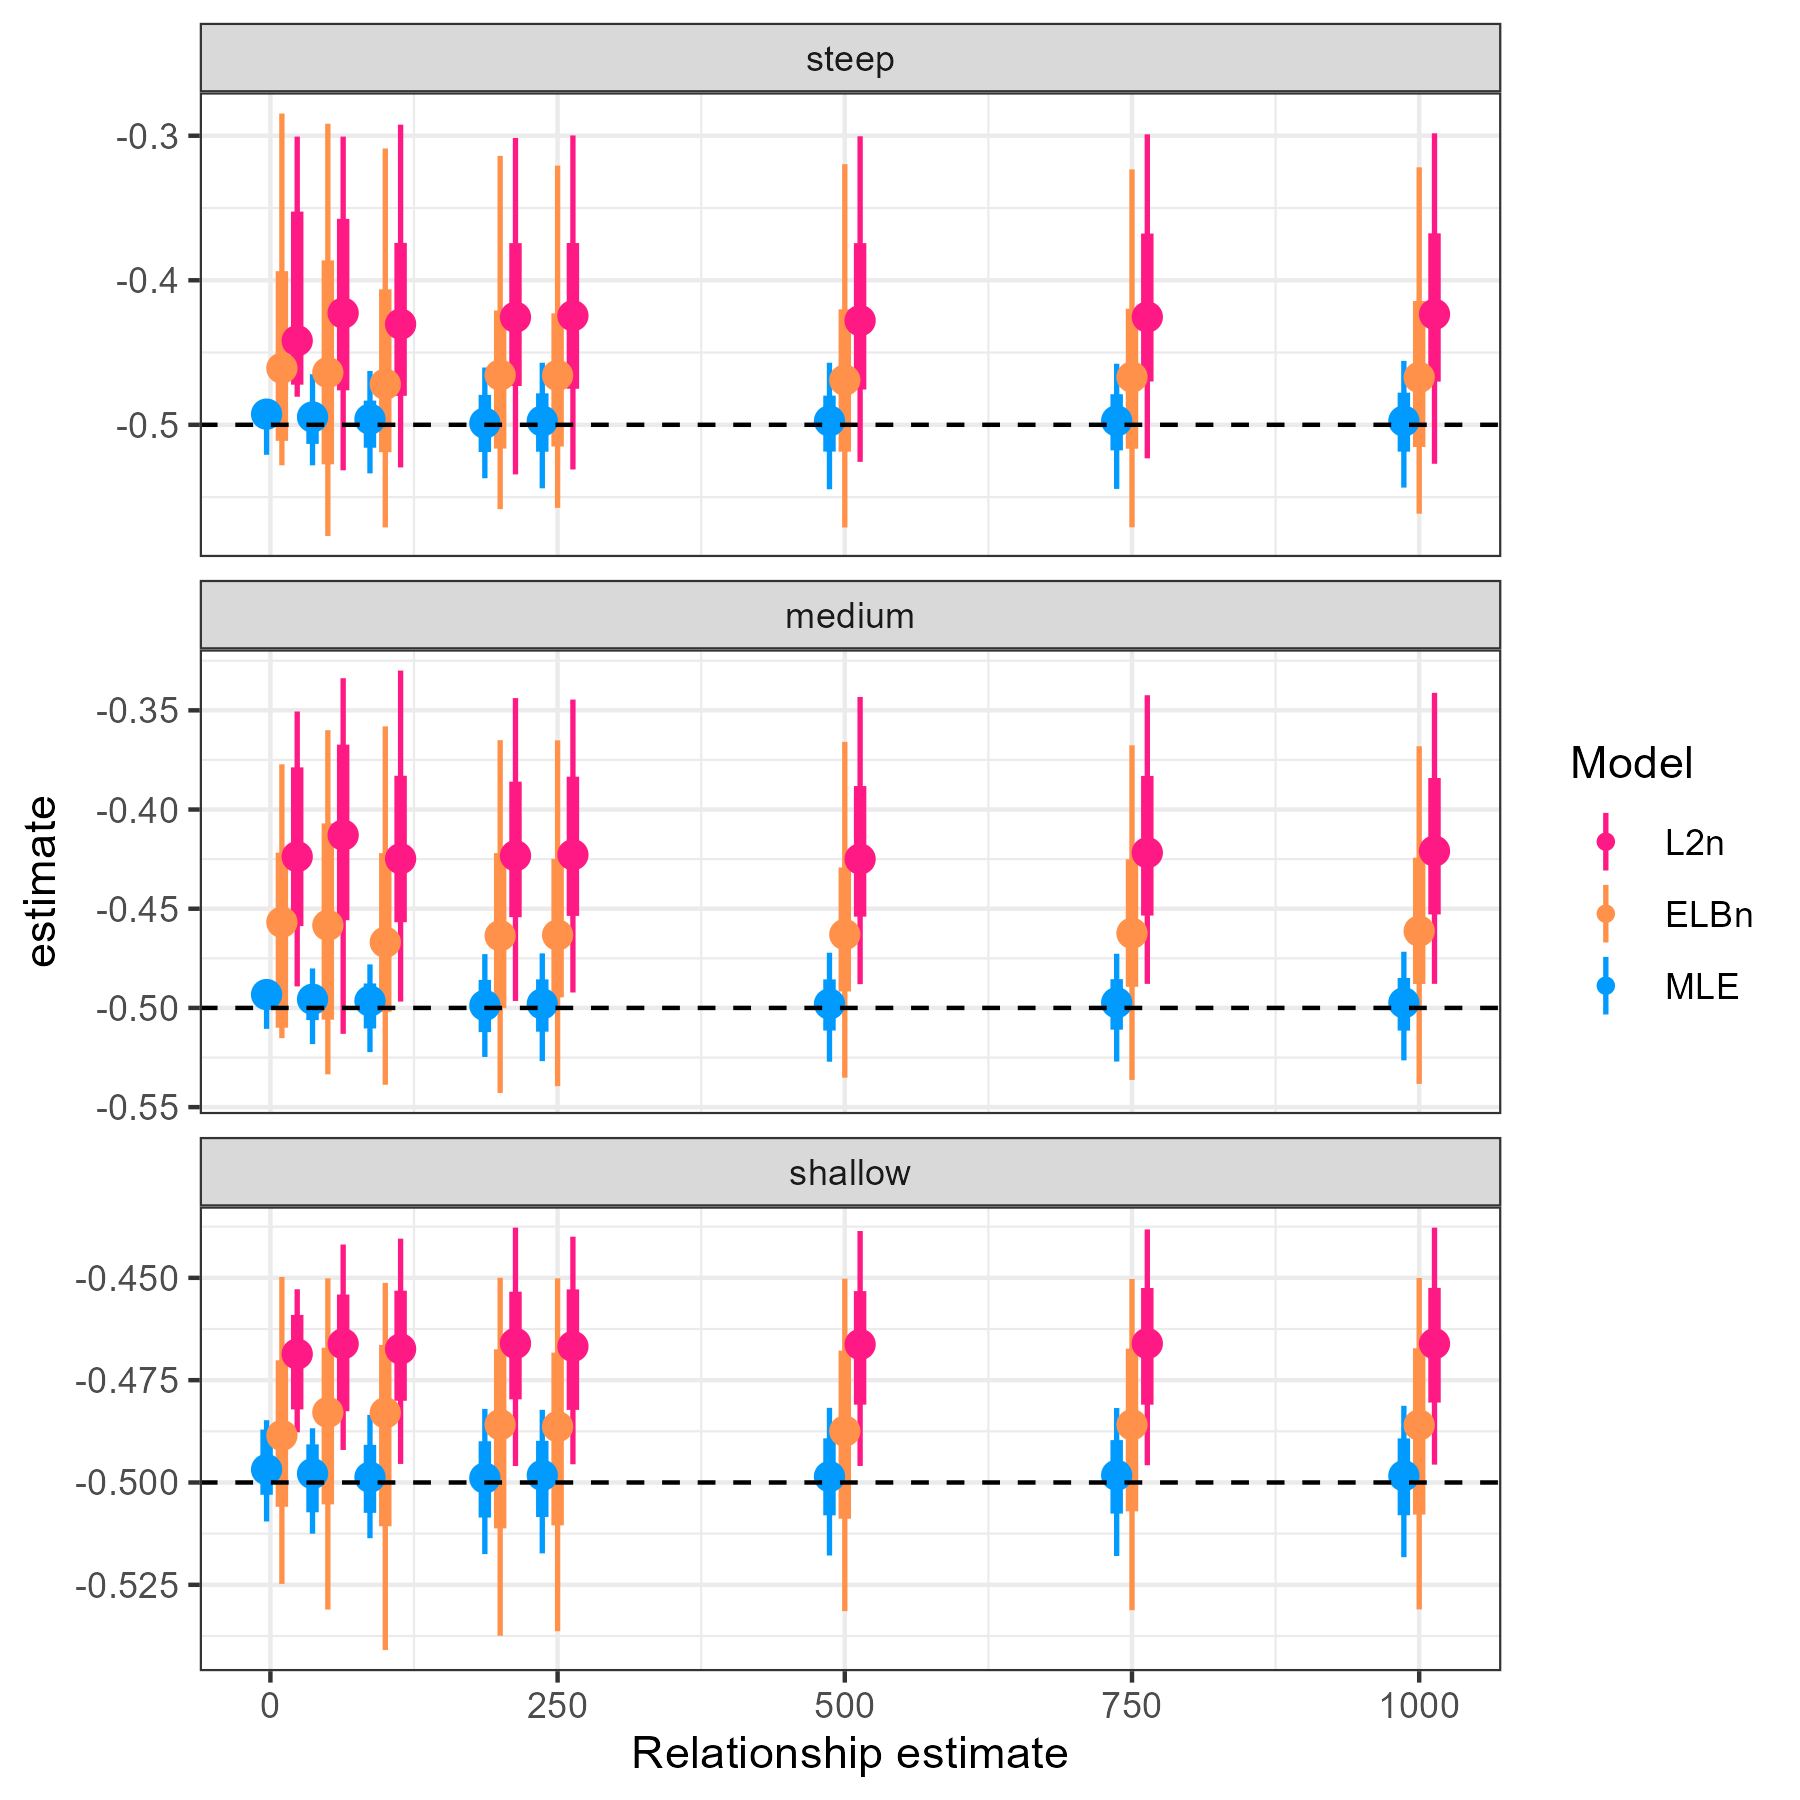 steep
-0.3
-0.4
-0.5
medium
-0.35
-0.40
-0.45
-0.50
-0.55
shallow
-0.450
-0.475
-0.500
-0.525
0 250 500 750 1000
Relationship estimate
estimate
Model
L2n
ELBn
MLE